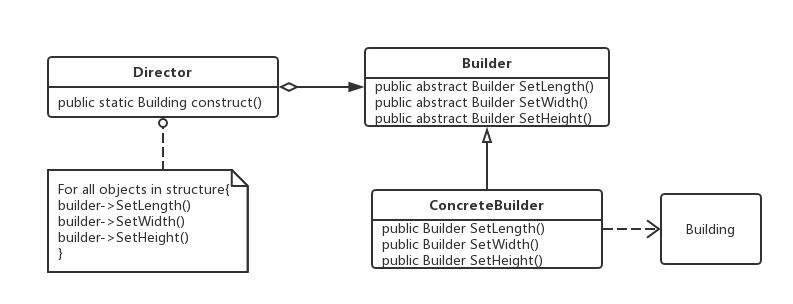 Director
public static Building construct()
Builder
public abstract Builder SetLength()
public abstract Builder SetWidth()
public abstract Builder SetHeight()
For all objects in structure{
builder->SetLength()
builder->SetWidth()
builder->SetHeight()
}
ConcreteBuilder
public Builder SetLength()
public Builder SetWidth()
public Builder SetHeight()
Building